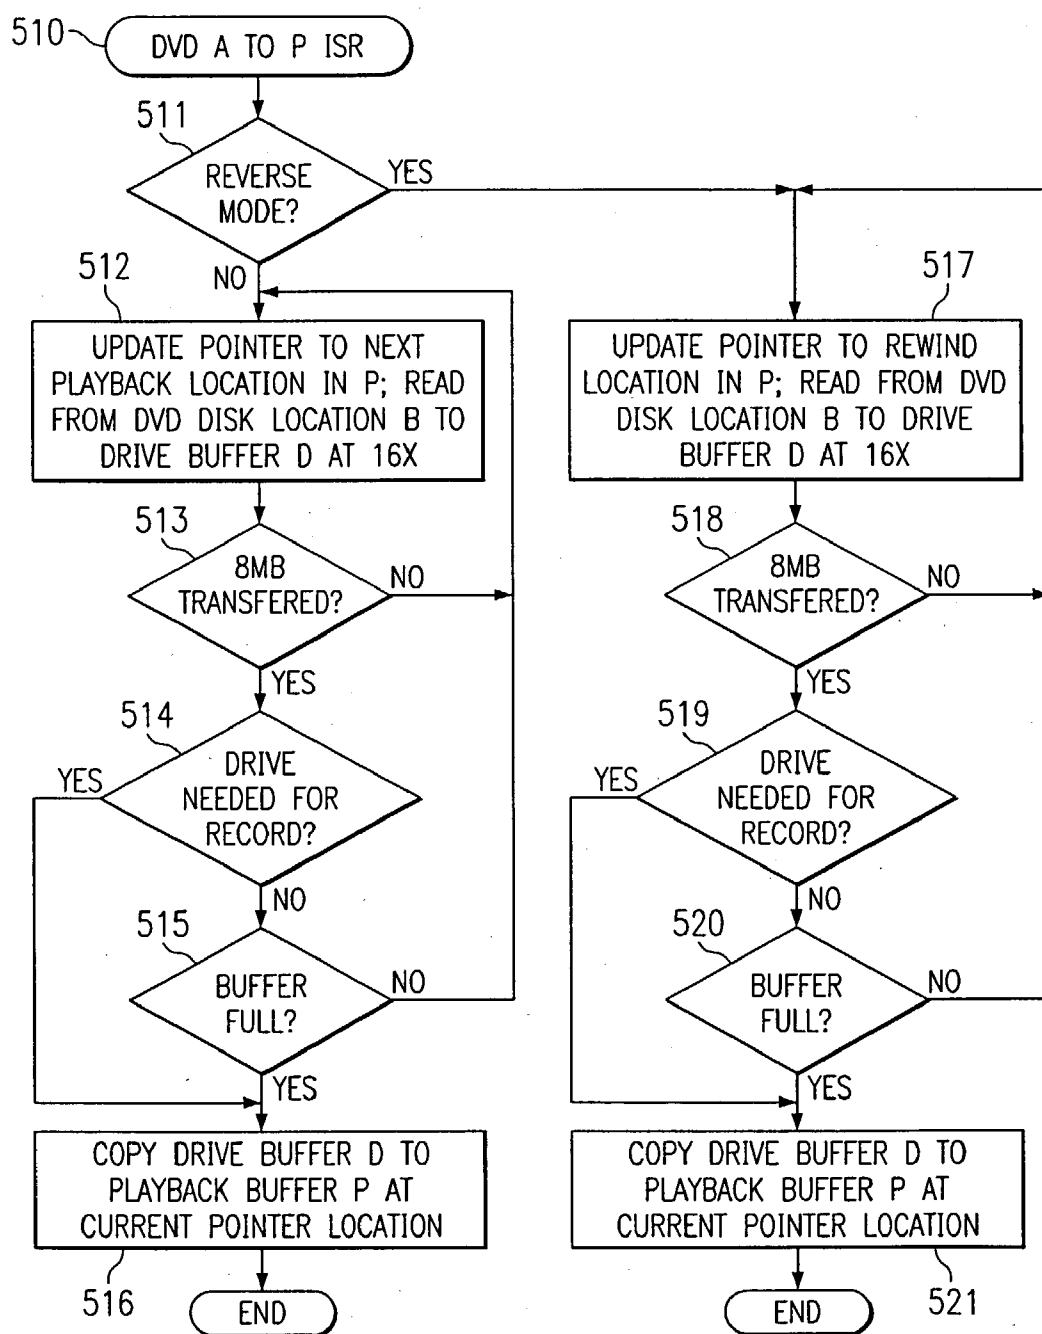 510
DVD A TO P ISR
511
REVERSE
MODE?
YES
NO
512
UPDATE POINTER TO NEXT
PLAYBACK LOCATION IN P; READ
FROM DVD DISK LOCATION B TO
DRIVE BUFFER D AT 16X
513
8MB
TRANSFERED?
NO
YES
514
YES
DRIVE
NEEDED FOR
RECORD?
NO
515
BUFFER
FULL?
NO
YES
COPY DRIVE BUFFER D TO
PLAYBACK BUFFER P AT
CURRENT POINTER LOCATION
516
END
517
UPDATE POINTER TO REWIND
LOCATION IN P; READ FROM DVD
DISK LOCATION B TO DRIVE
BUFFER D AT 16X
518
8MB
TRANSFERED?
NO
YES
519
YES
DRIVE
NEEDED FOR
RECORD?
NO
520
BUFFER
FULL?
NO
YES
COPY DRIVE BUFFER D TO
PLAYBACK BUFFER P AT
CURRENT POINTER LOCATION
521
END